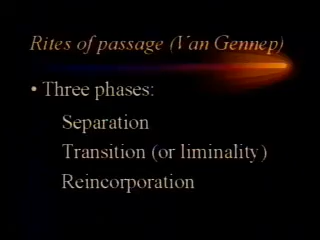 Rites of passage (Van Gennep)
• Three phases:
Separation
Transition (or liminality)
Reincorporation